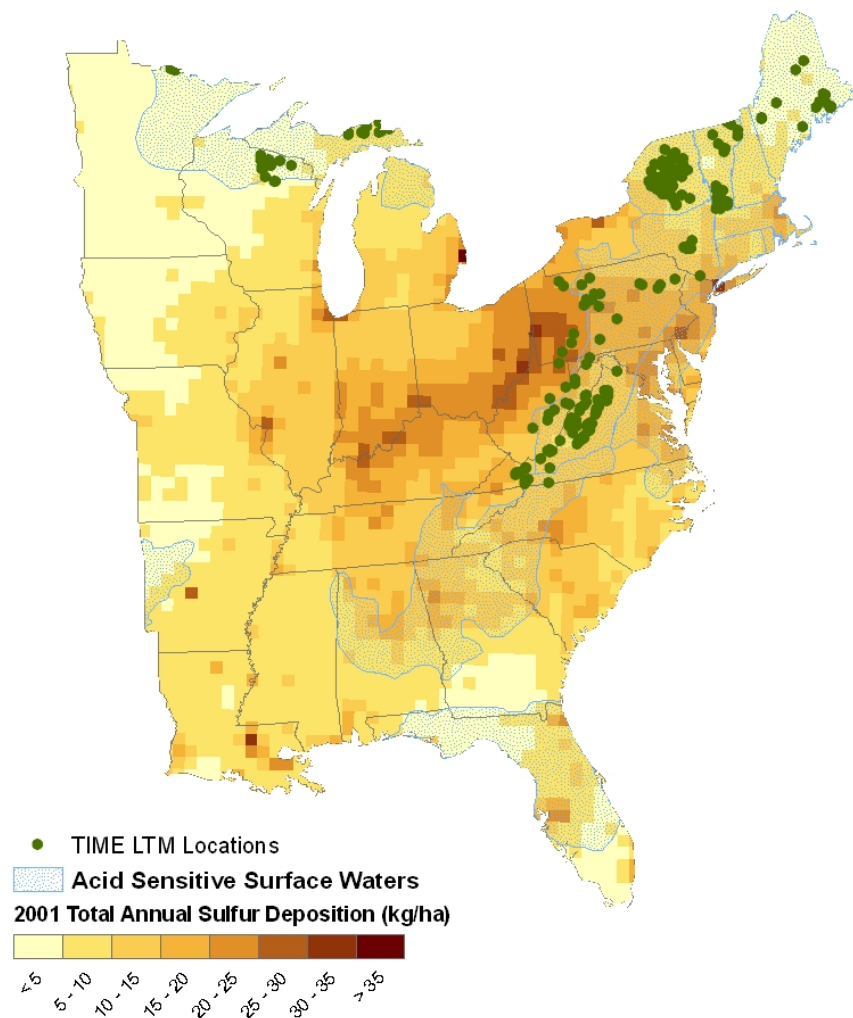 TIME LTM Locations
Acid Sensitive Surface Waters
2001 Total Annual Sulfur Deposition (kg/ha)
< 5
5 - 10
10 - 15
15 - 20
20 - 25
25 - 30
30 - 35
> 35